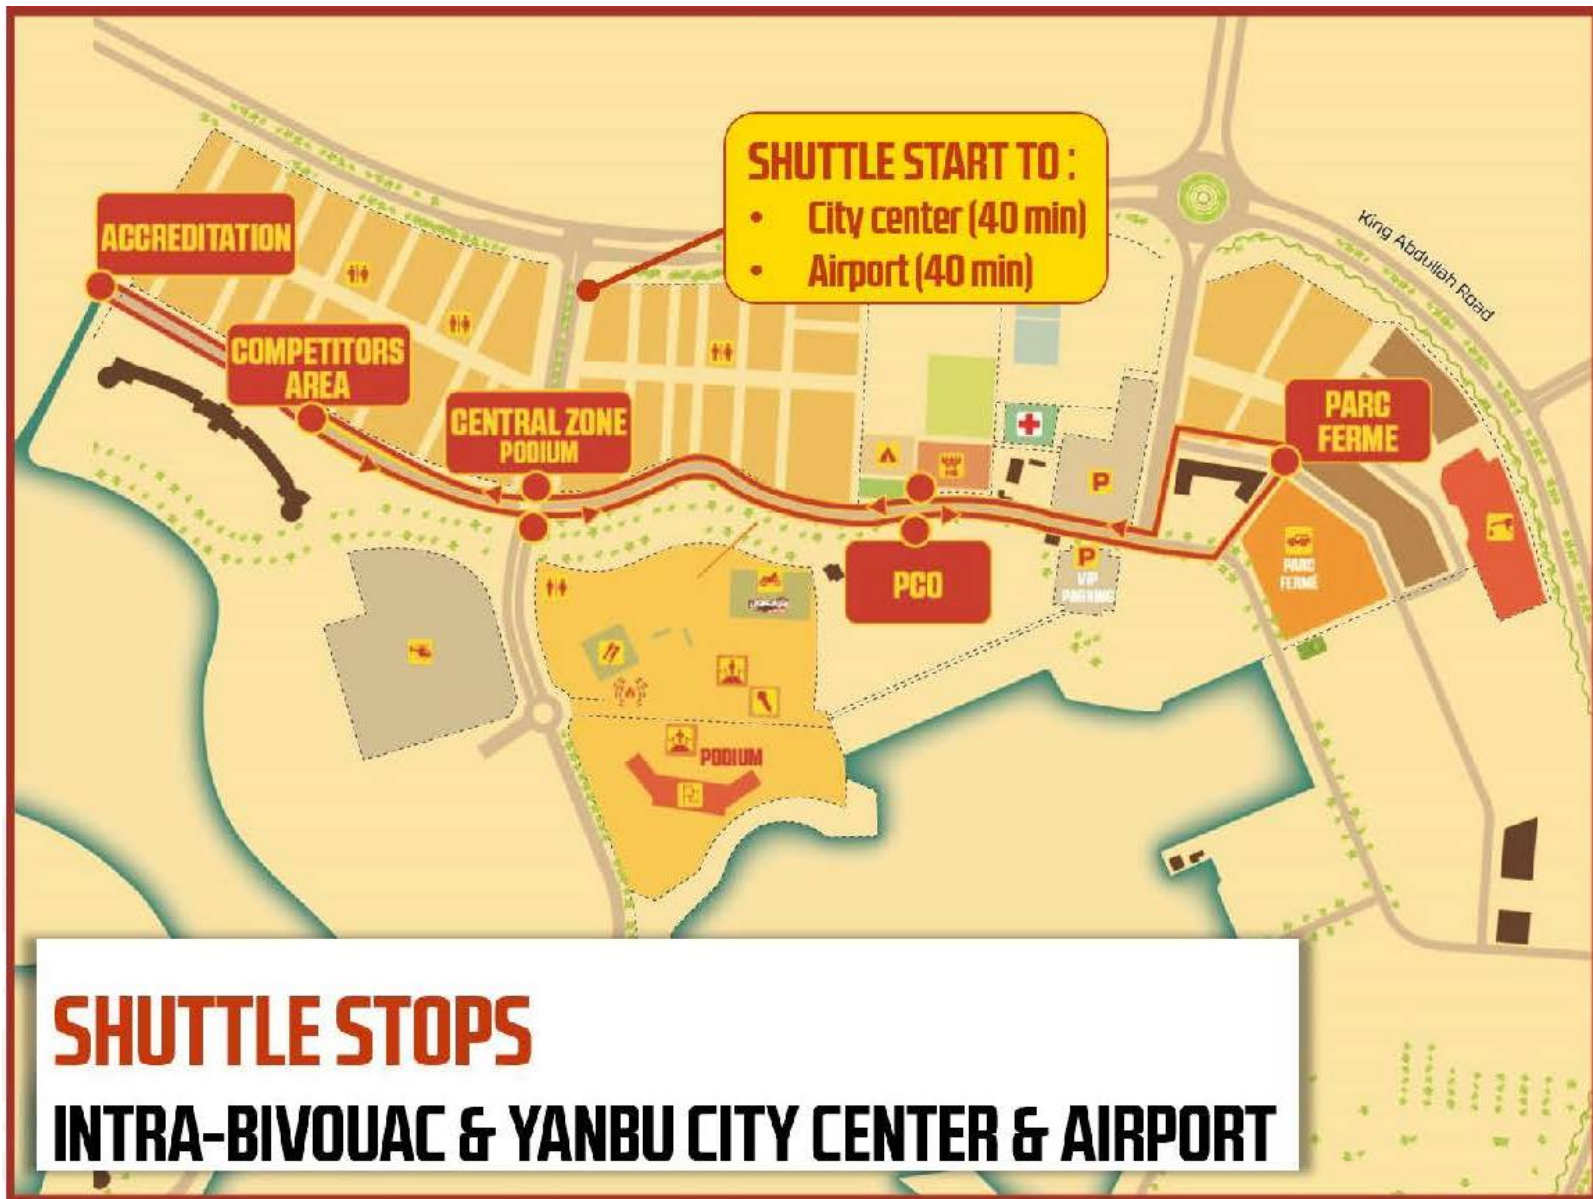 SHUTTLE START TO :
• City center (40 min)
• Airport (40 min)
King Abdullah Road
ACCREDITATION
COMPETITORS
AREA
CENTRAL ZONE
PODIUM
PARC
FERME
P
P
VIP
PARKING
PCO
PARC
FERMÉ
PODIUM
SHUTTLE STOPS
INTRA-BIVOUAC & YANBU CITY CENTER & AIRPORT